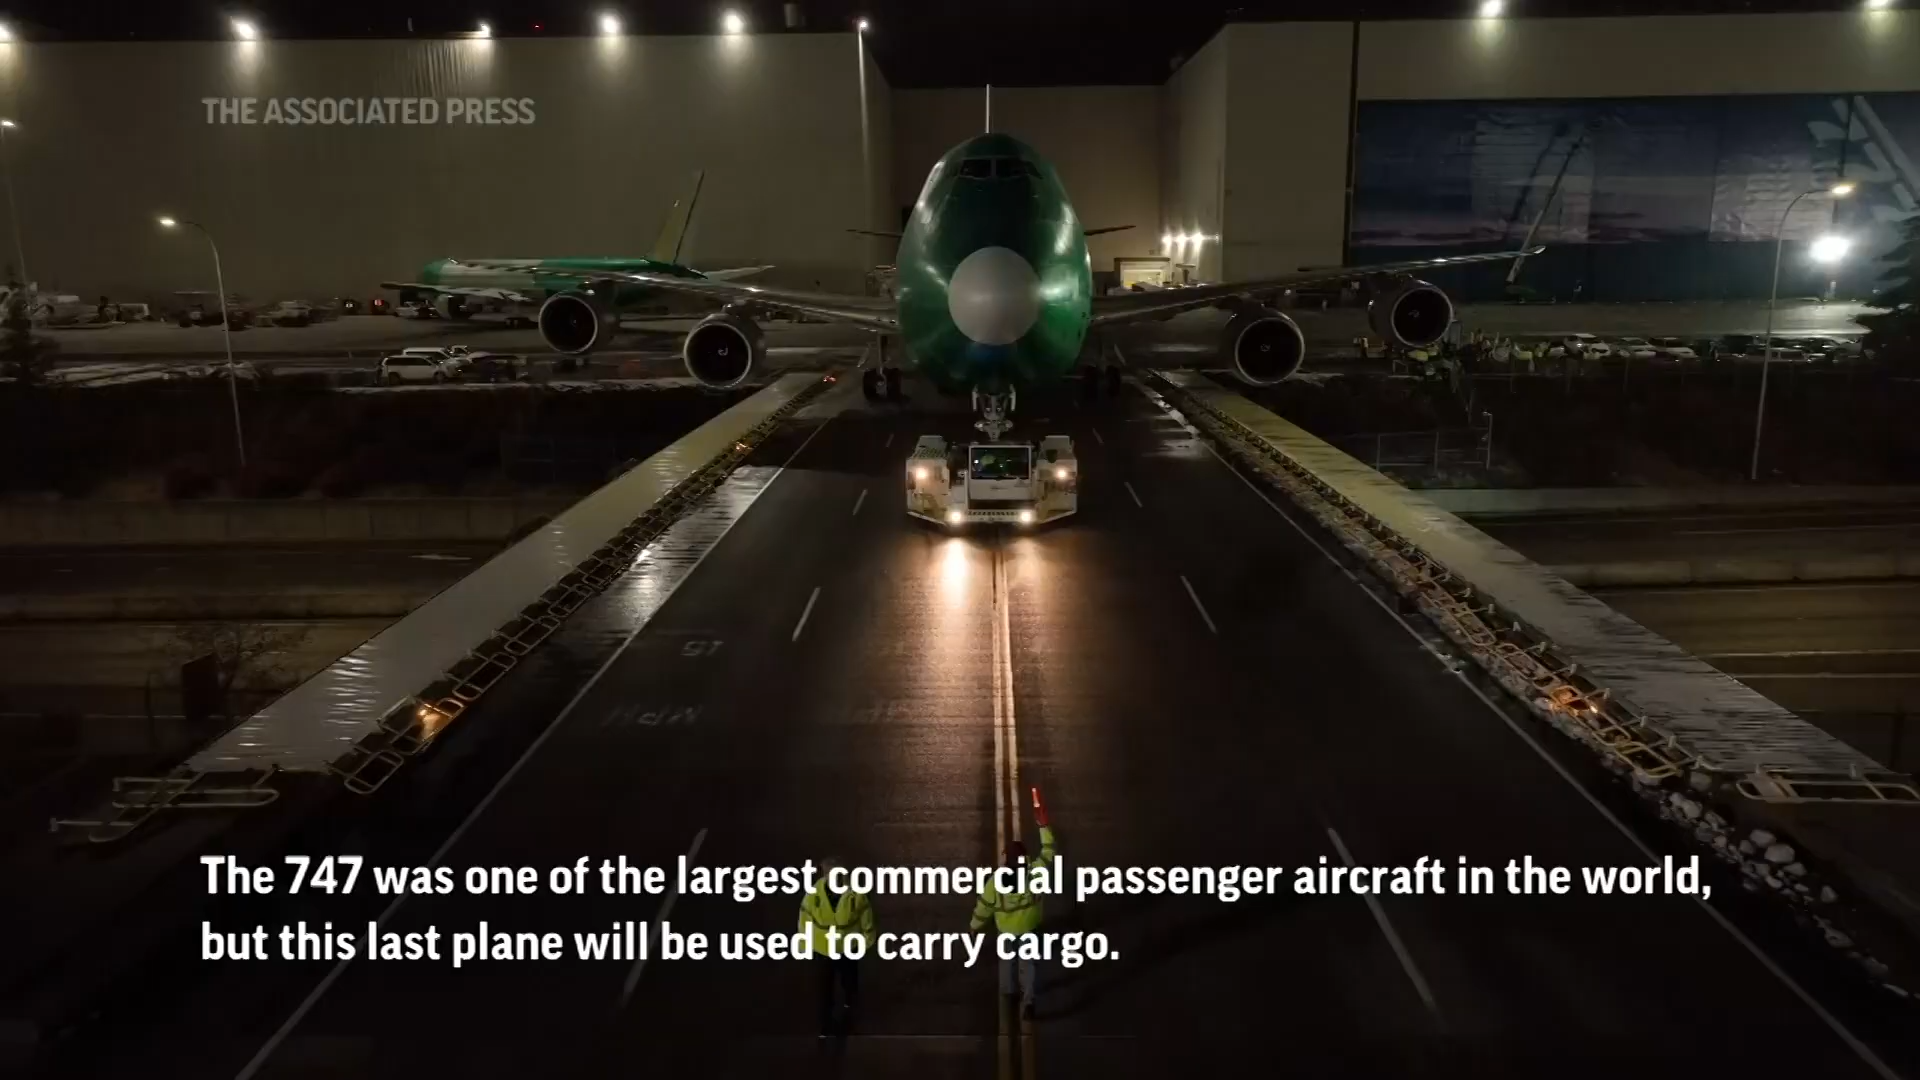 THE ASSOCIATED PRESS
The 747 was one of the largest commercial passenger aircraft in the world,
but this last plane will be used to carry cargo.